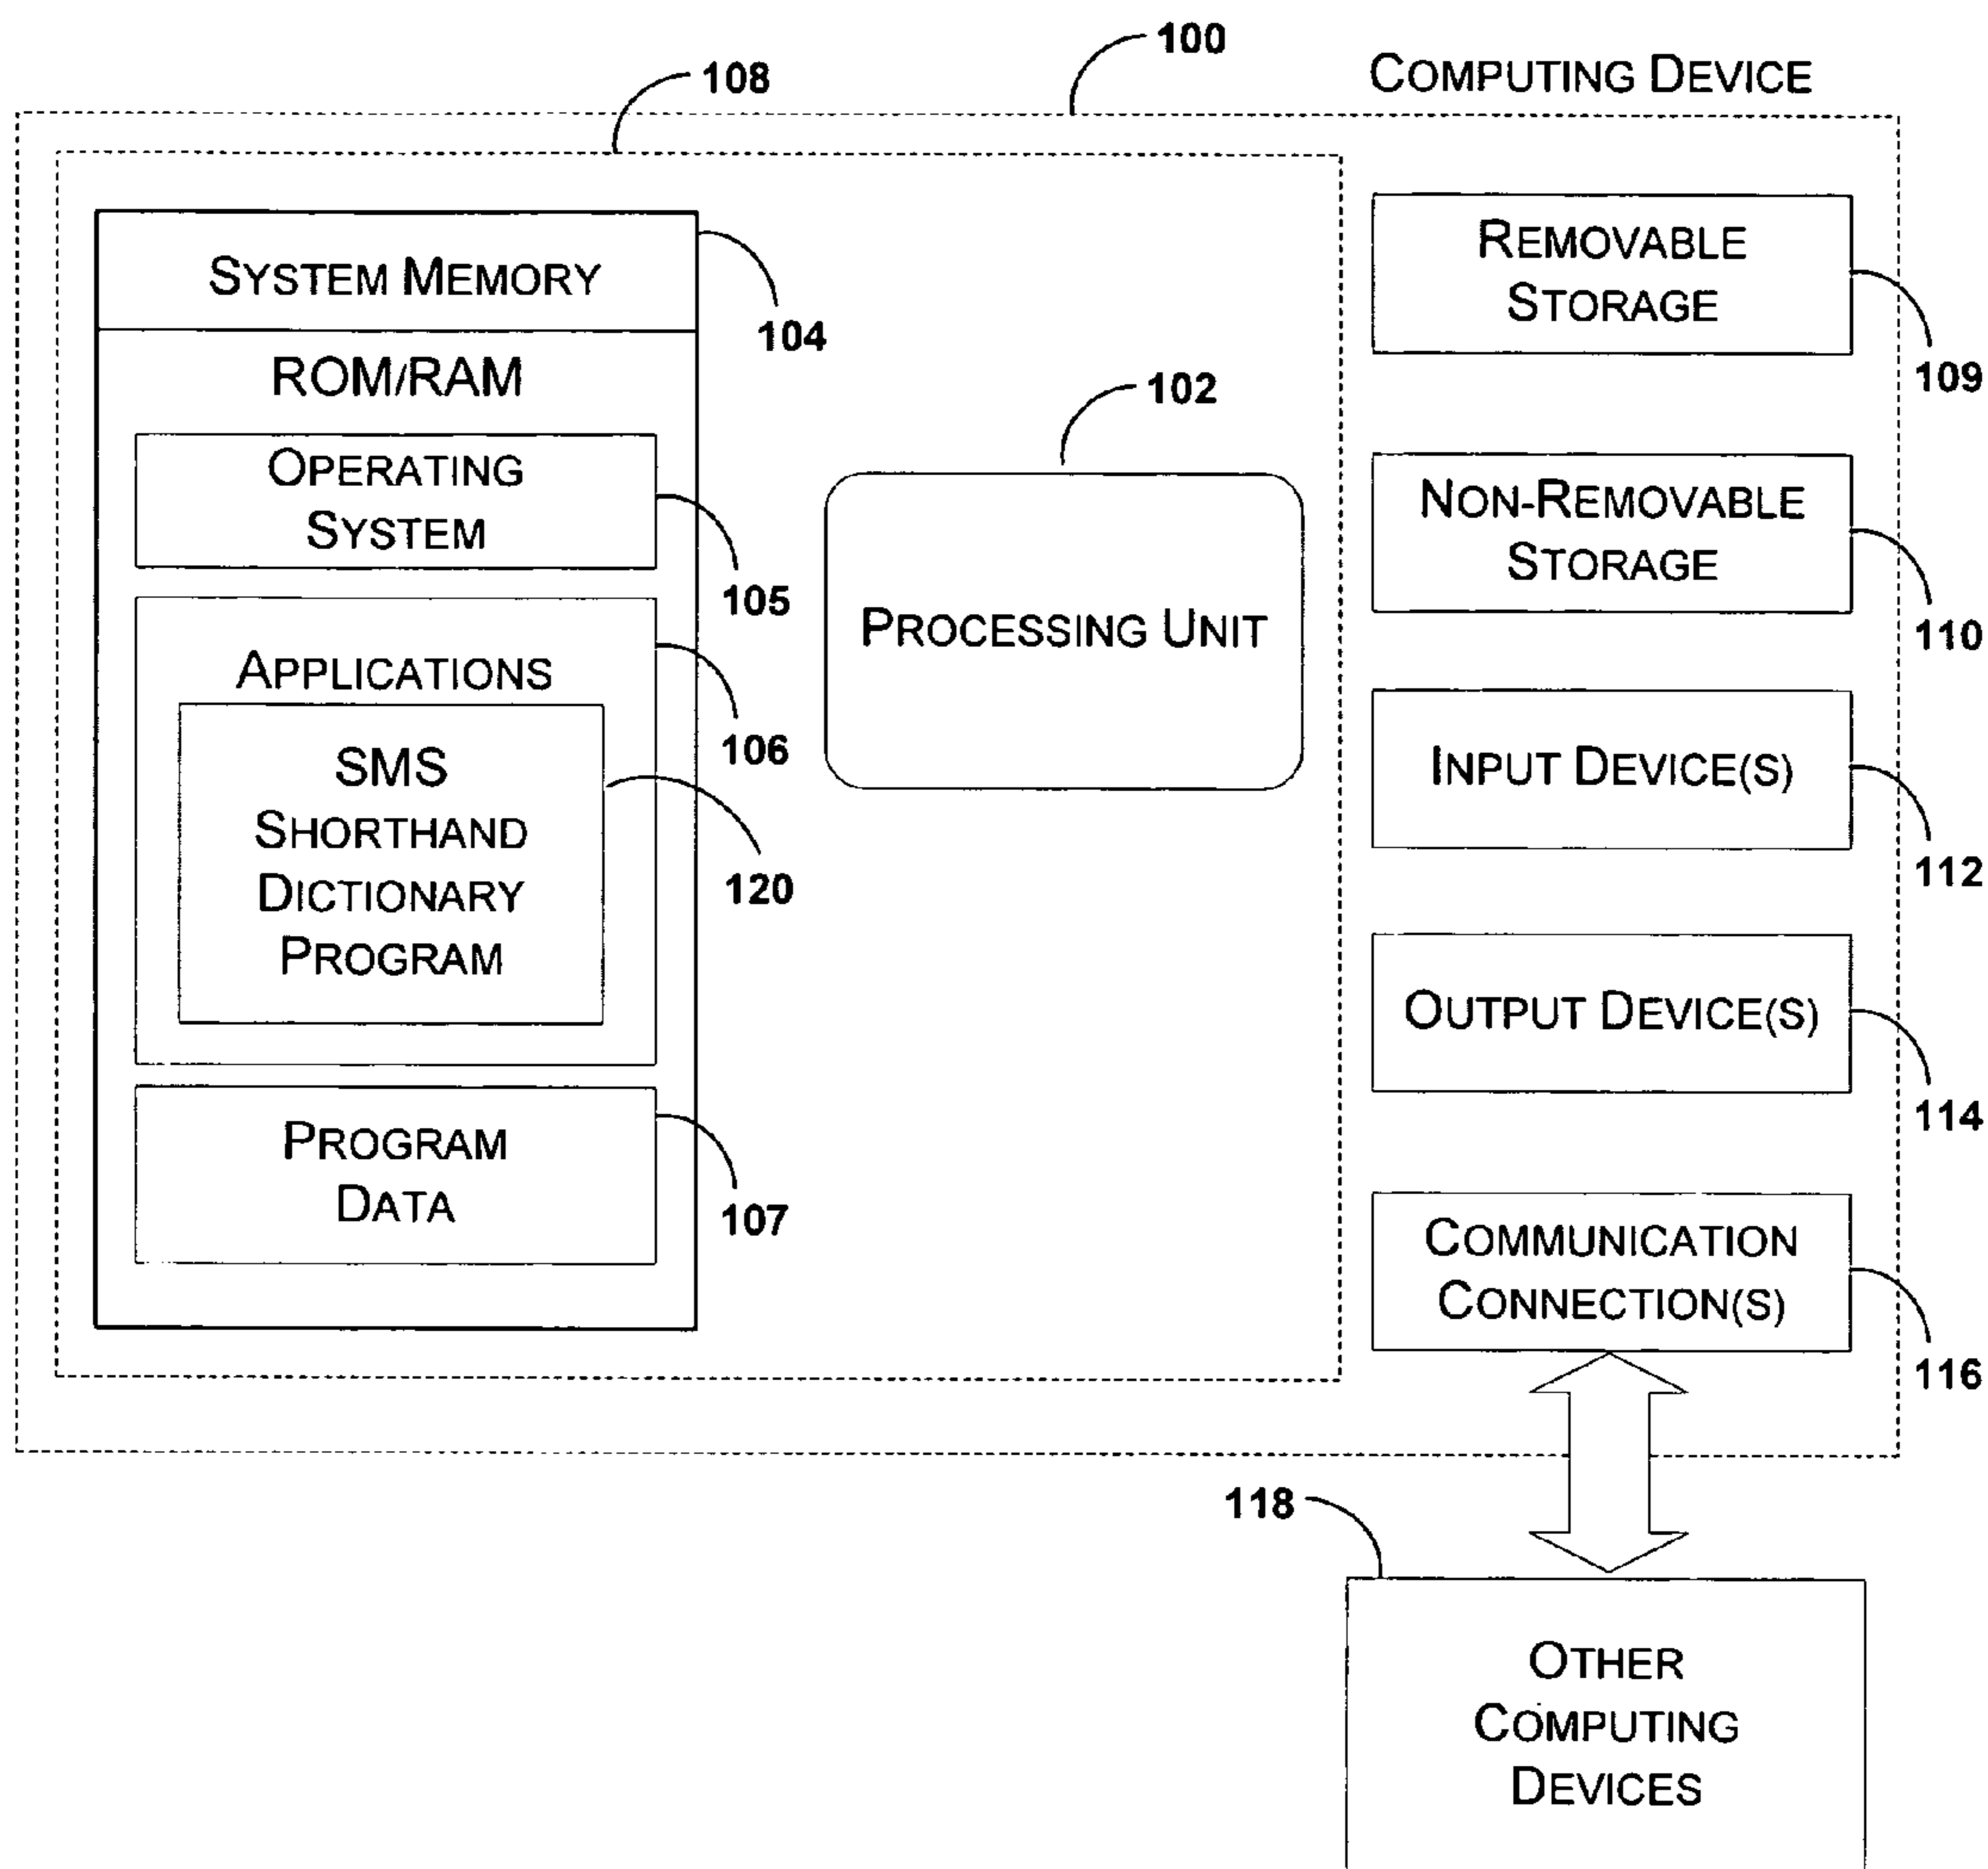 100
COMPUTING DEVICE
108
SYSTEM MEMORY
104
ROM/RAM
OPERATING
SYSTEM
105
APPLICATIONS
106
SMS
SHORTHAND
DICTIONARY
PROGRAM
120
PROGRAM
DATA
107
102
PROCESSING UNIT
REMOVABLE
STORAGE
109
NON-REMOVABLE
STORAGE
110
INPUT DEVICE(S)
112
OUTPUT DEVICE(S)
114
COMMUNICATION
CONNECTION(S)
116
118
OTHER
COMPUTING
DEVICES